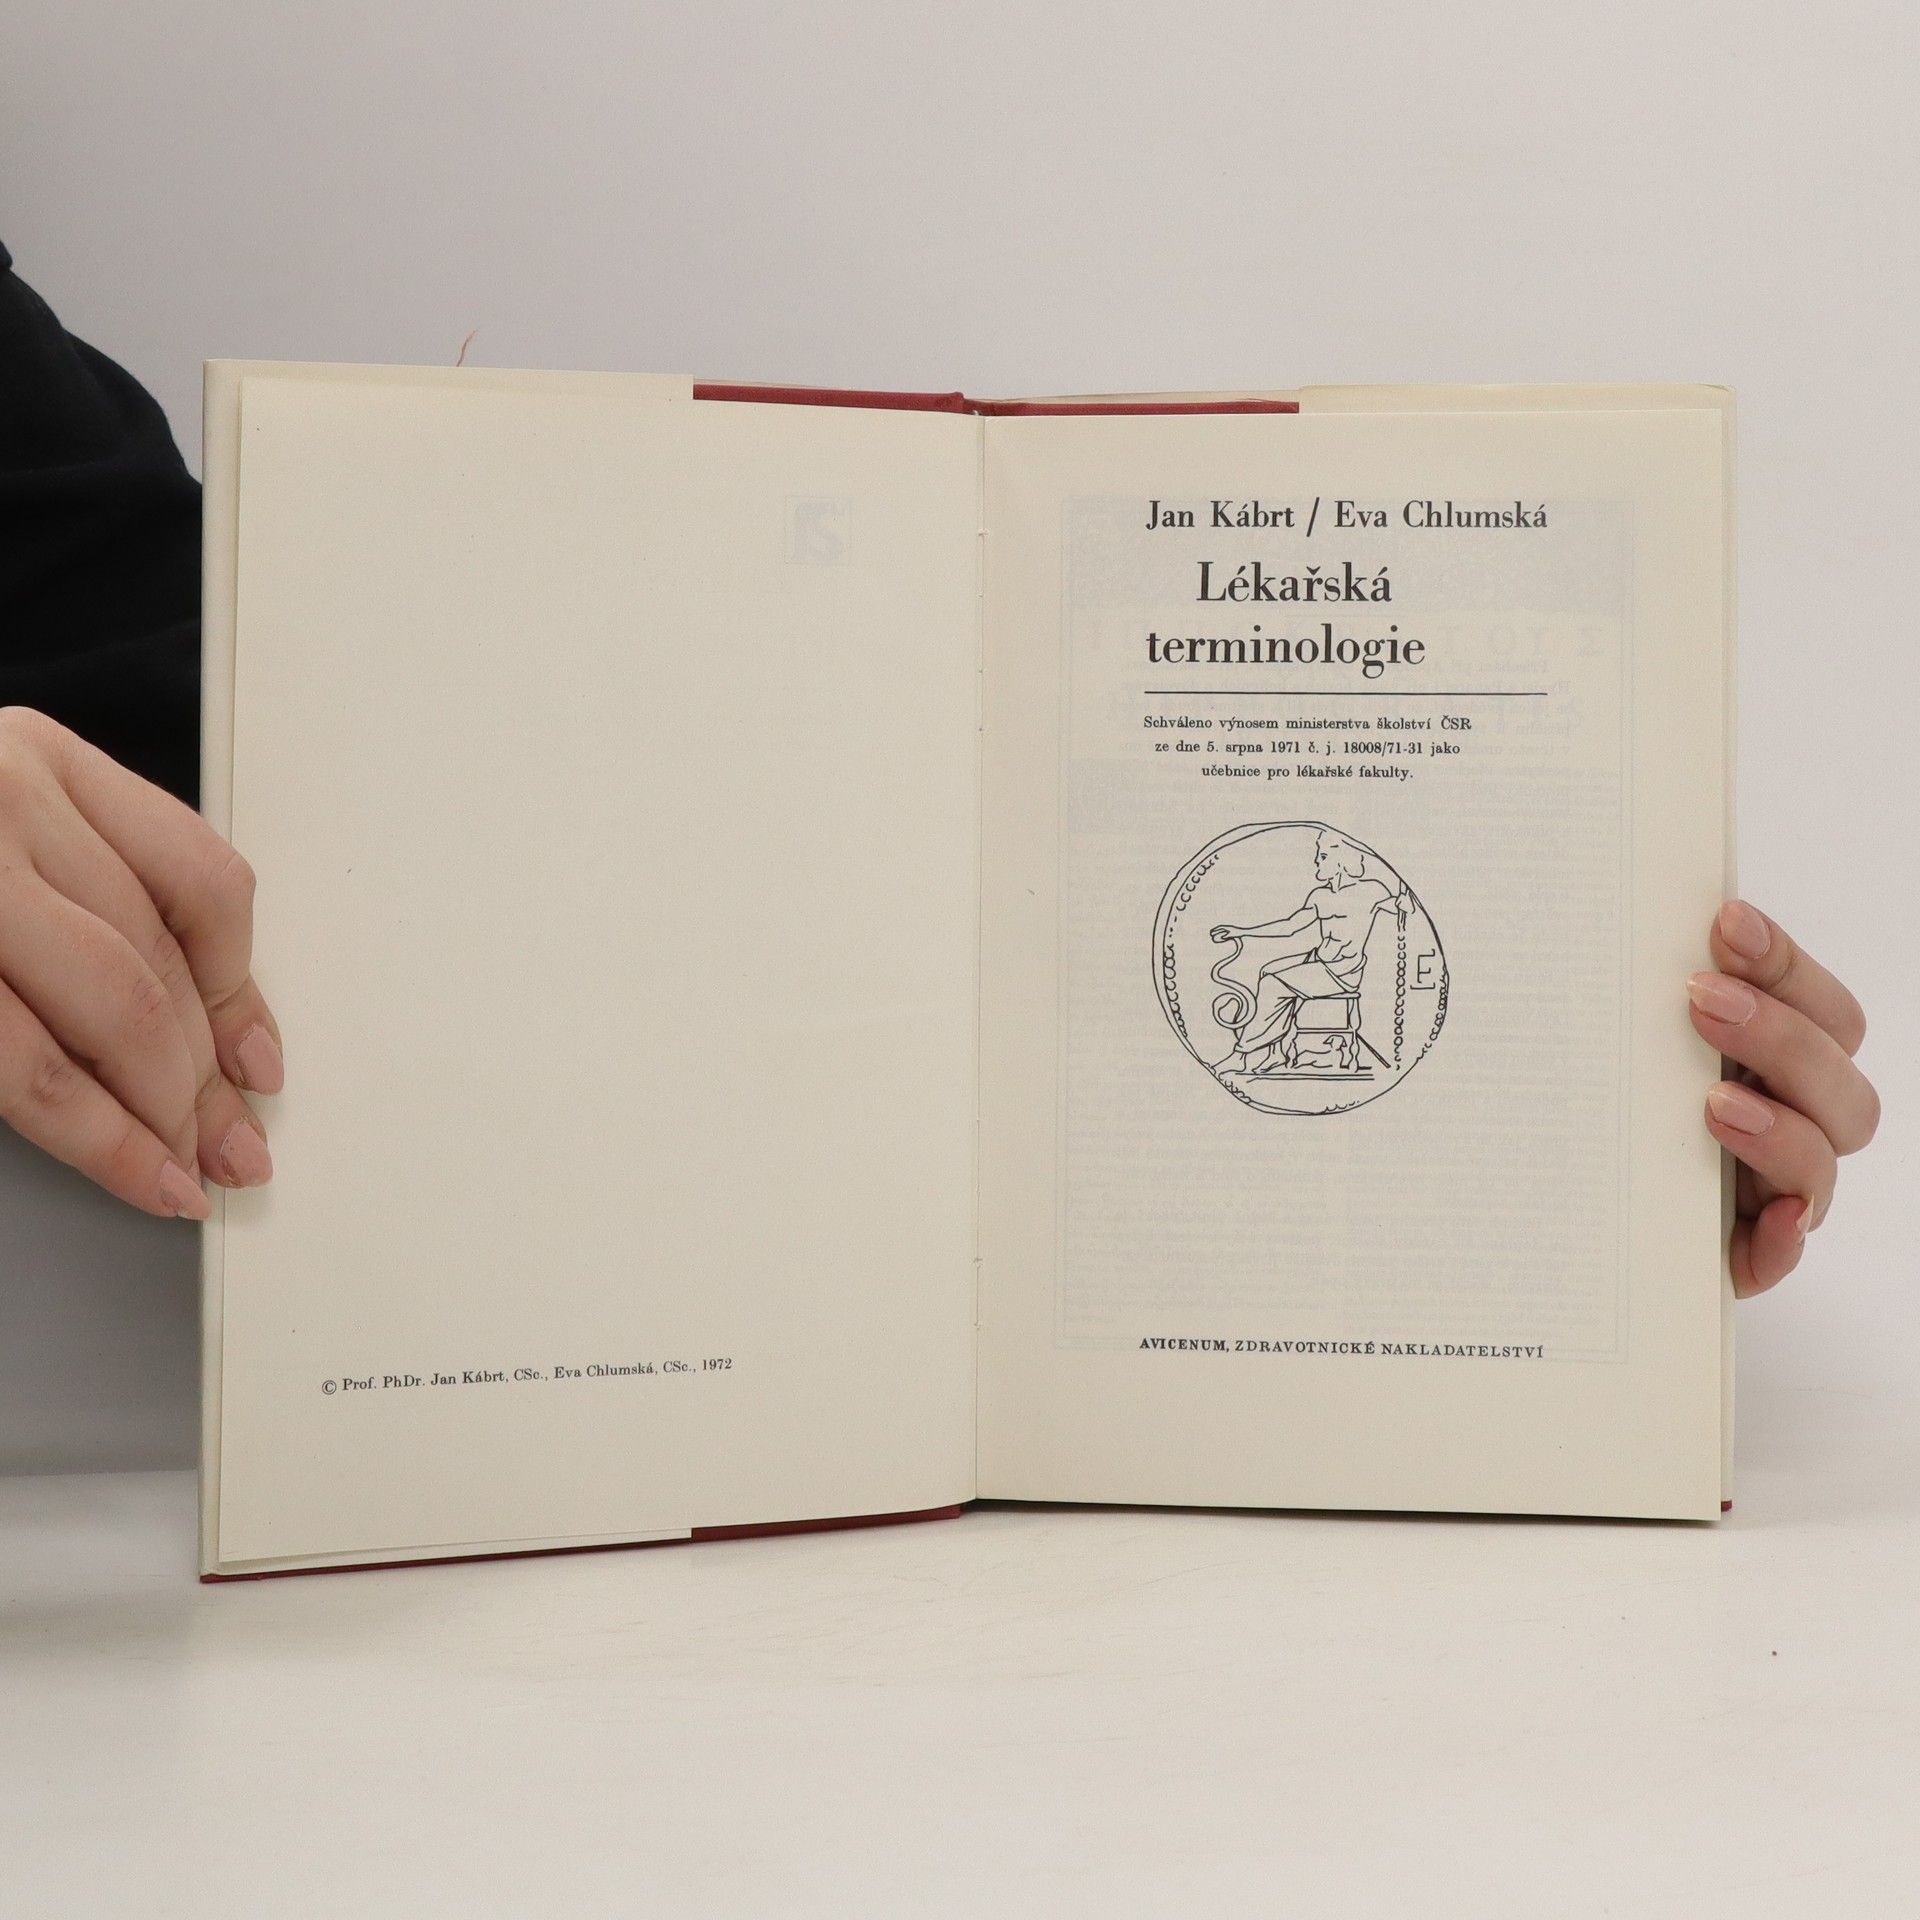 © Prof. PhDr. Jan Kábrt, CSc., Eva Chlumská, CSc., 1972
Jan Kábrt / Eva Chlumská
Lékařská
terminologie
Schváleno výnosem ministerstva školství ČSR
ze dne 5. srpna 1971 č. j. 18008/71-31 jako
učebnice pro lékařské fakulty.
E
AVICENUM, ZDRAVOTNICKÉ NAKLADATELSTVÍ